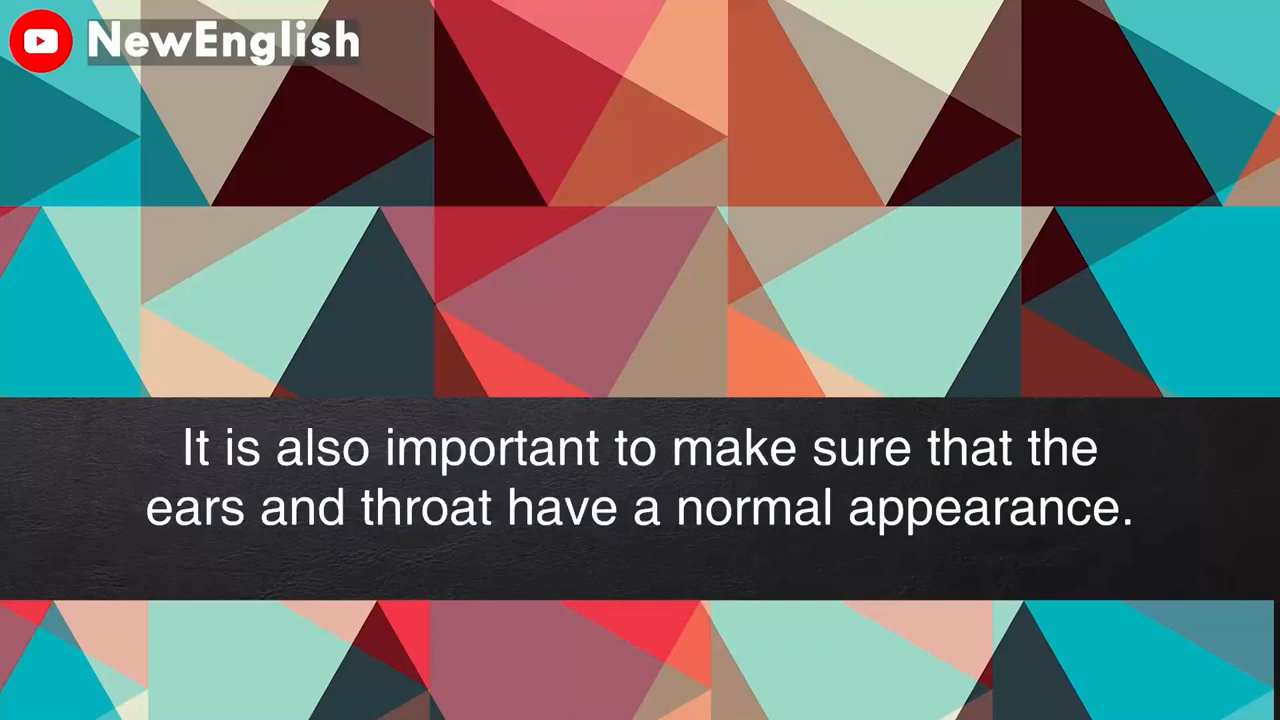 NewEnglish
It is also important to make sure that the
ears and throat have a normal appearance.